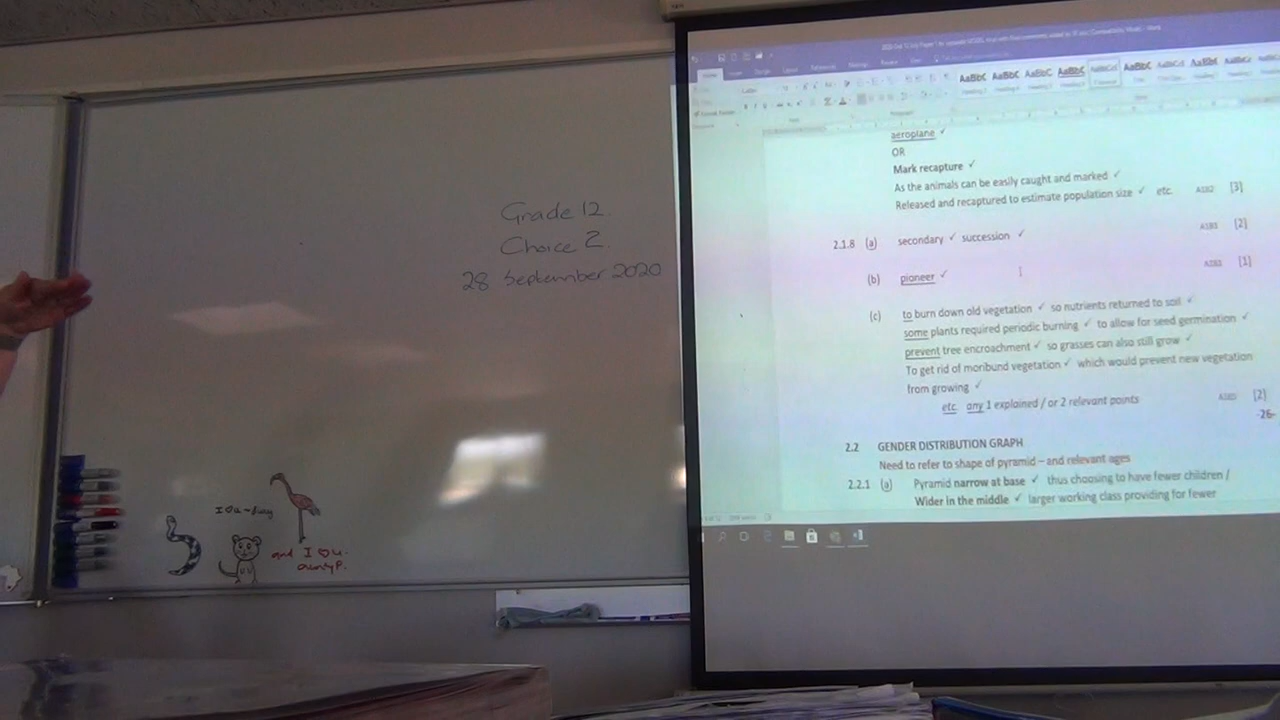 Grade 12
Choice 2.
28 September 2020
and I ♡ u.
aeroplane ✓
OR
Mark recapture ✓
As the animals can be easily caught and marked ✓
Released and recaptured to estimate population size ✓ etc. [3]
2.1.8 (a) secondary ✓ succession ✓ [2]
(b) pioneer ✓ [1]
(c) to burn down old vegetation ✓ so nutrients returned to soil ✓
some plants required periodic burning ✓ to allow for seed germination ✓
prevent tree encroachment ✓ so grasses can also still grow ✓
To get rid of moribund vegetation ✓ which would prevent new vegetation
from growing ✓
etc. any 1 explained / or 2 relevant points [2]
-26-
2.2 GENDER DISTRIBUTION GRAPH
Need to refer to shape of pyramid – and relevant ages
2.2.1 (a) Pyramid narrow at base ✓ thus choosing to have fewer children /
Wider in the middle ✓ larger working class providing for fewer